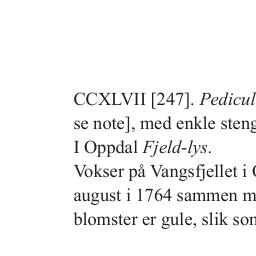 CCXLVII [247]. Pedicul
se note], med enkle steng
I Oppdal Fjeld-lys.
Vokser på Vangsfjellet i
august i 1764 sammen m
blomster er gule, slik som